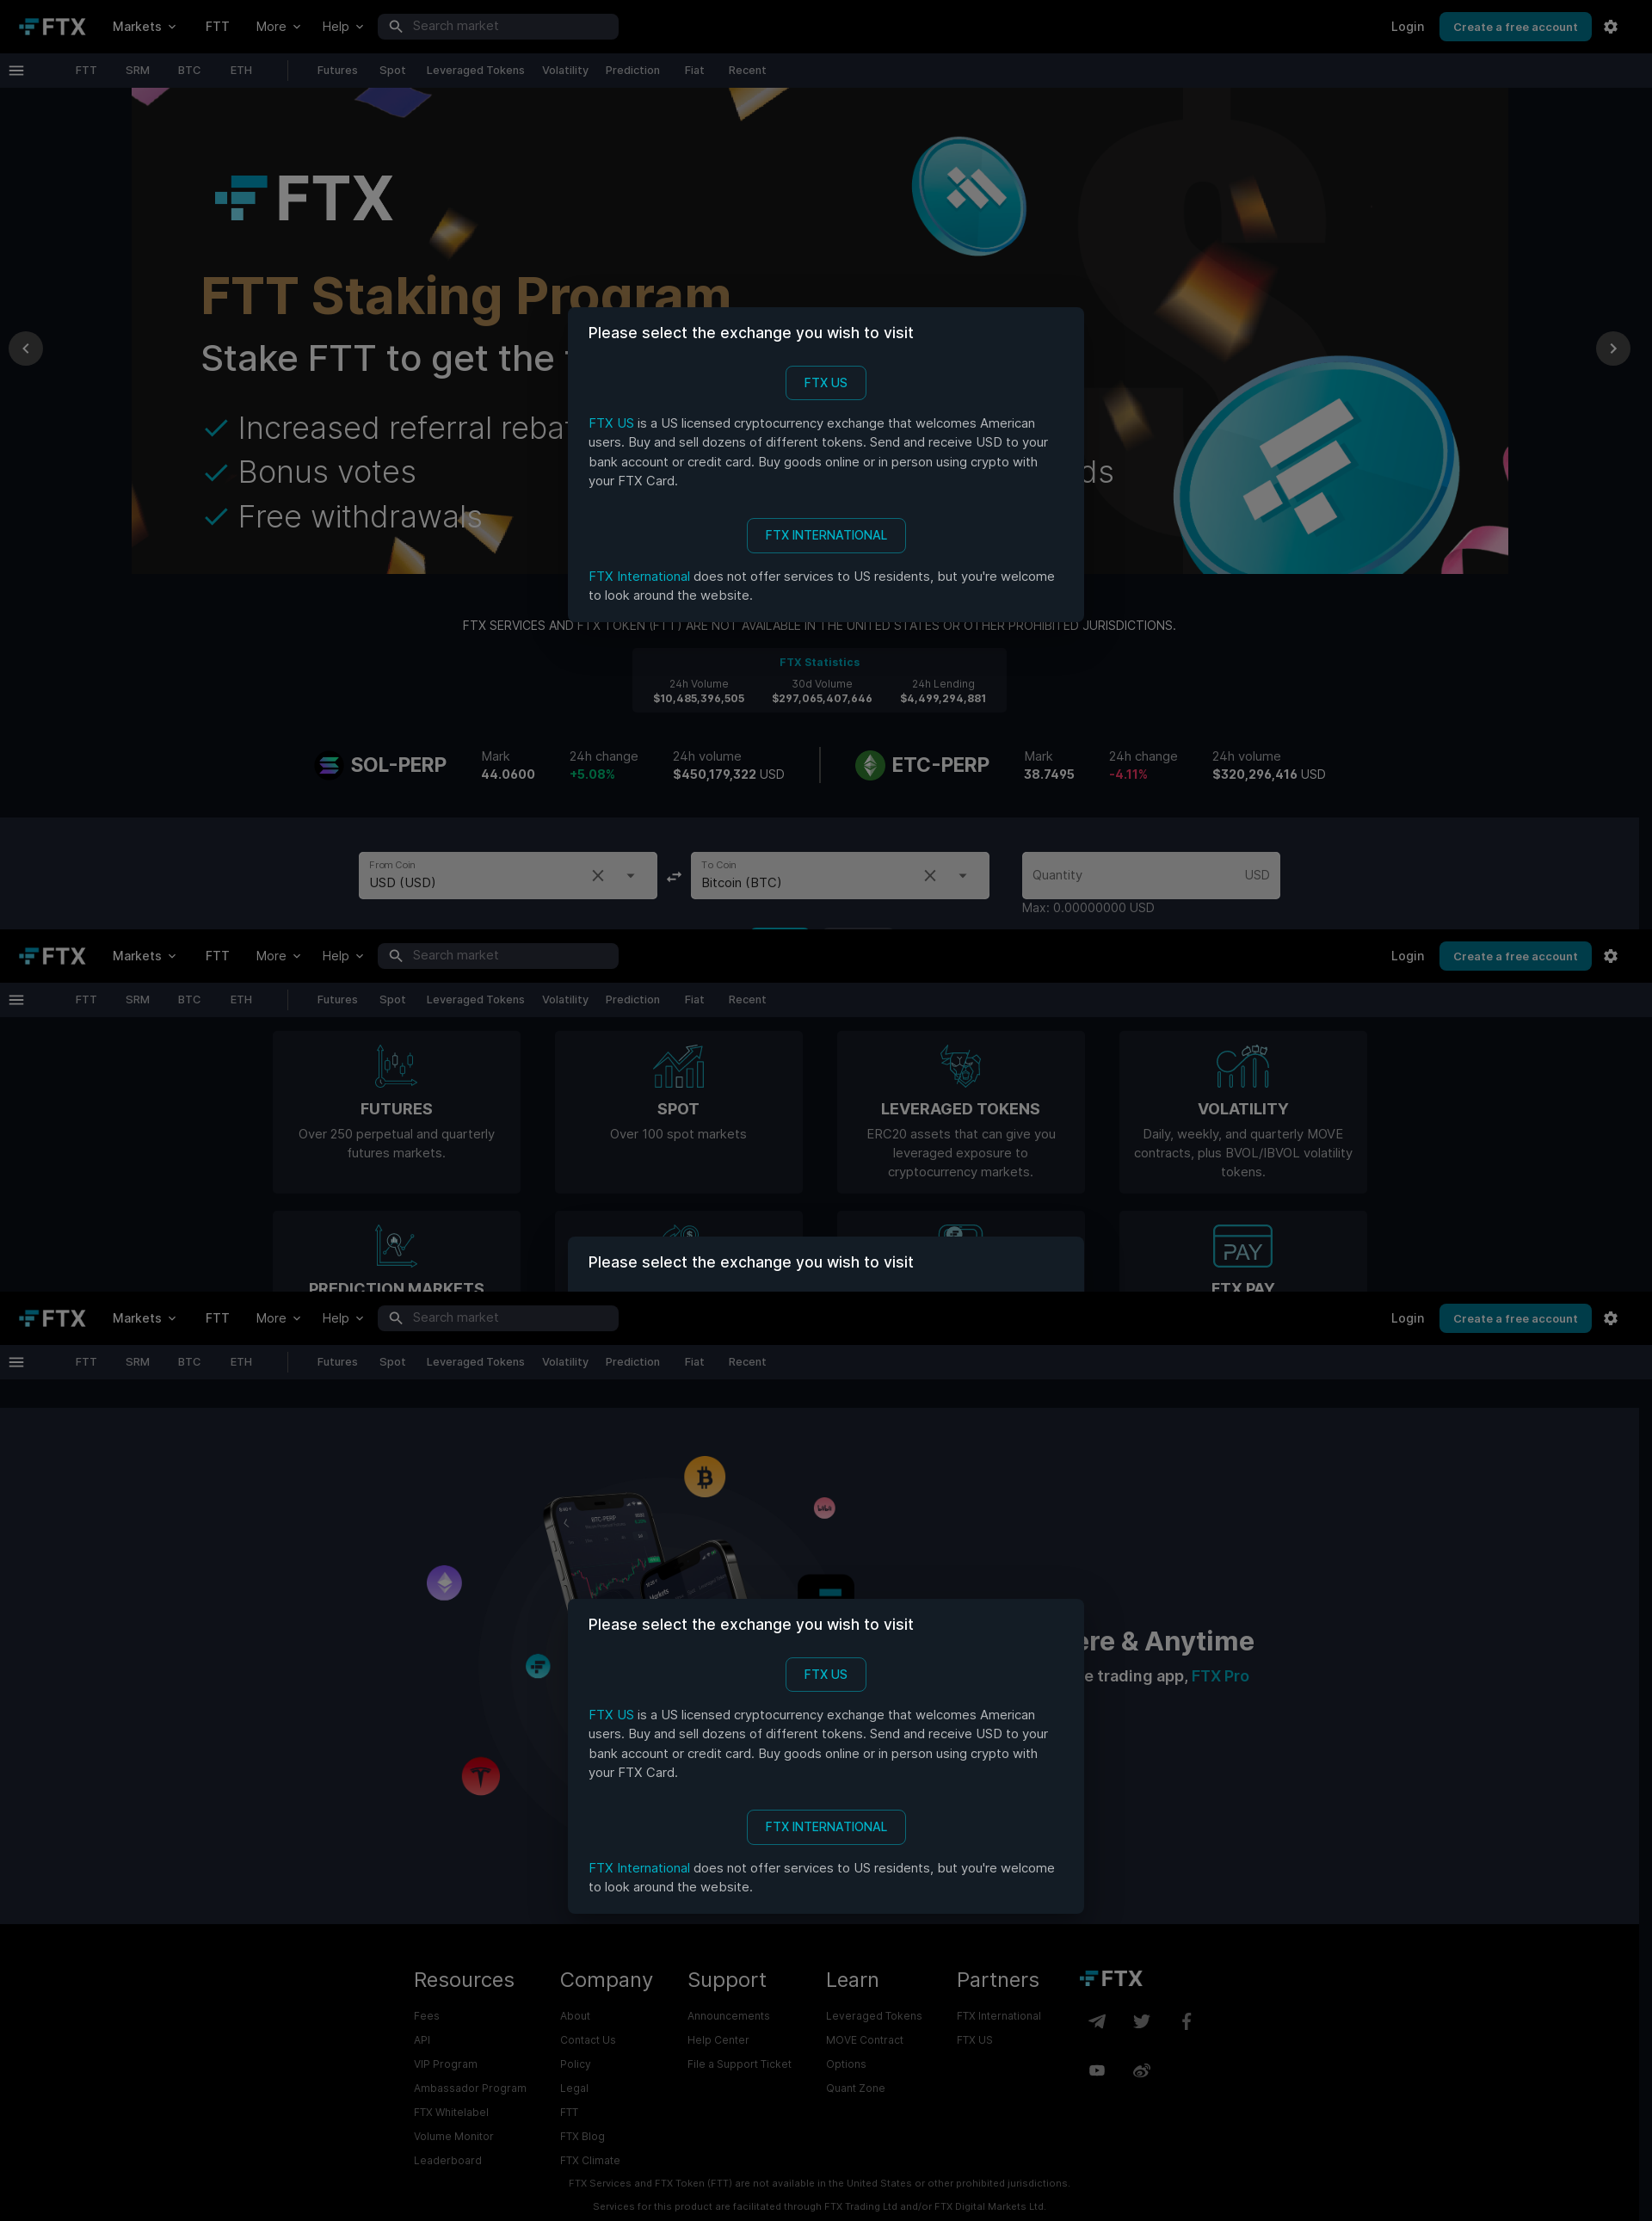 FTX
Markets
FTT
More
Help
Search market
Login
Create a free account
FTT
SRM
BTC
ETH
Futures
Spot
Leveraged Tokens
Volatility
Prediction
Fiat
Recent
FTX
FTT Staking Program
Stake FTT to get the
Increased referral
Bonus votes
Free withdrawals
Please select the exchange you wish to visit
FTX US
FTX US is a US licensed cryptocurrency exchange that welcomes American
users. Buy and sell dozens of different tokens. Send and receive USD to your
bank account or credit card. Buy goods online or in person using crypto with
your FTX Card.
FTX INTERNATIONAL
FTX International does not offer services to US residents, but you're welcome
to look around the website.
FTX SERVICES AND FTX TOKEN (FTT) ARE NOT AVAILABLE IN THE UNITED STATES OR OTHER PROHIBITED JURISDICTIONS.
FTX Statistics
24h Volume
$10,485,396,505
30d Volume
$297,065,407,646
24h Lending
$4,499,294,881
SOL-PERP
Mark
44.0600
24h change
+5.08%
24h volume
$450,179,322 USD
ETC-PERP
Mark
38.7495
24h change
-4.11%
24h volume
$320,296,416 USD
From Coin
USD (USD)
To Coin
Bitcoin (BTC)
Quantity
USD
Max: 0.00000000 USD
FTX
Markets
FTT
More
Help
Search market
Login
Create a free account
FTT
SRM
BTC
ETH
Futures
Spot
Leveraged Tokens
Volatility
Prediction
Fiat
Recent
FUTURES
Over 250 perpetual and quarterly
futures markets.
SPOT
Over 100 spot markets
LEVERAGED TOKENS
ERC20 assets that can give you
leveraged exposure to
cryptocurrency markets.
VOLATILITY
Daily, weekly, and quarterly MOVE
contracts, plus BVOL/IBVOL volatility
tokens.
PREDICTION MARKETS
PAY
FTX PAY
Please select the exchange you wish to visit
FTX
Markets
FTT
More
Help
Search market
Login
Create a free account
FTT
SRM
BTC
ETH
Futures
Spot
Leveraged Tokens
Volatility
Prediction
Fiat
Recent
BTC-PERP
Markets
& Anytime
trading app, FTX Pro
Please select the exchange you wish to visit
FTX US
FTX US is a US licensed cryptocurrency exchange that welcomes American
users. Buy and sell dozens of different tokens. Send and receive USD to your
bank account or credit card. Buy goods online or in person using crypto with
your FTX Card.
FTX INTERNATIONAL
FTX International does not offer services to US residents, but you're welcome
to look around the website.
Resources
Fees
API
VIP Program
Ambassador Program
FTX Whitelabel
Volume Monitor
Leaderboard
Company
About
Contact Us
Policy
Legal
FTT
FTX Blog
FTX Climate
Support
Announcements
Help Center
File a Support Ticket
Learn
Leveraged Tokens
MOVE Contract
Options
Quant Zone
Partners
FTX International
FTX US
FTX
FTX Services and FTX Token (FTT) are not available in the United States or other prohibited jurisdictions.
Services for this product are facilitated through FTX Trading Ltd and/or FTX Digital Markets Ltd.